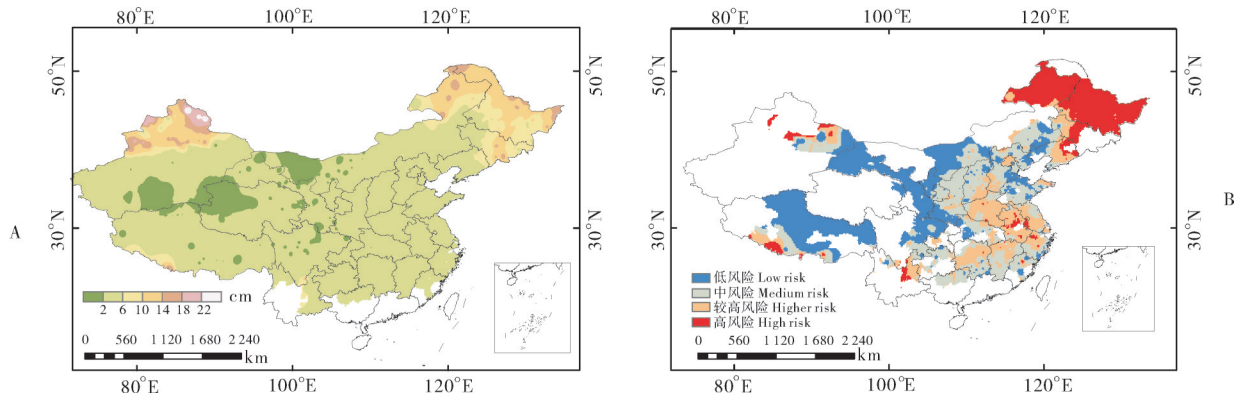 80°E 100°E 120°E
50°N
30°N
50°N
30°N
A
cm
2 6 10 14 18 22
0 560 1 120 1 680 2 240
km
80°E 100°E 120°E
80°E 100°E 120°E
50°N
30°N
50°N
30°N
B
低风险 Low risk
中风险 Medium risk
较高风险 Higher risk
高风险 High risk
0 560 1 120 1 680 2 240
km
80°E 100°E 120°E